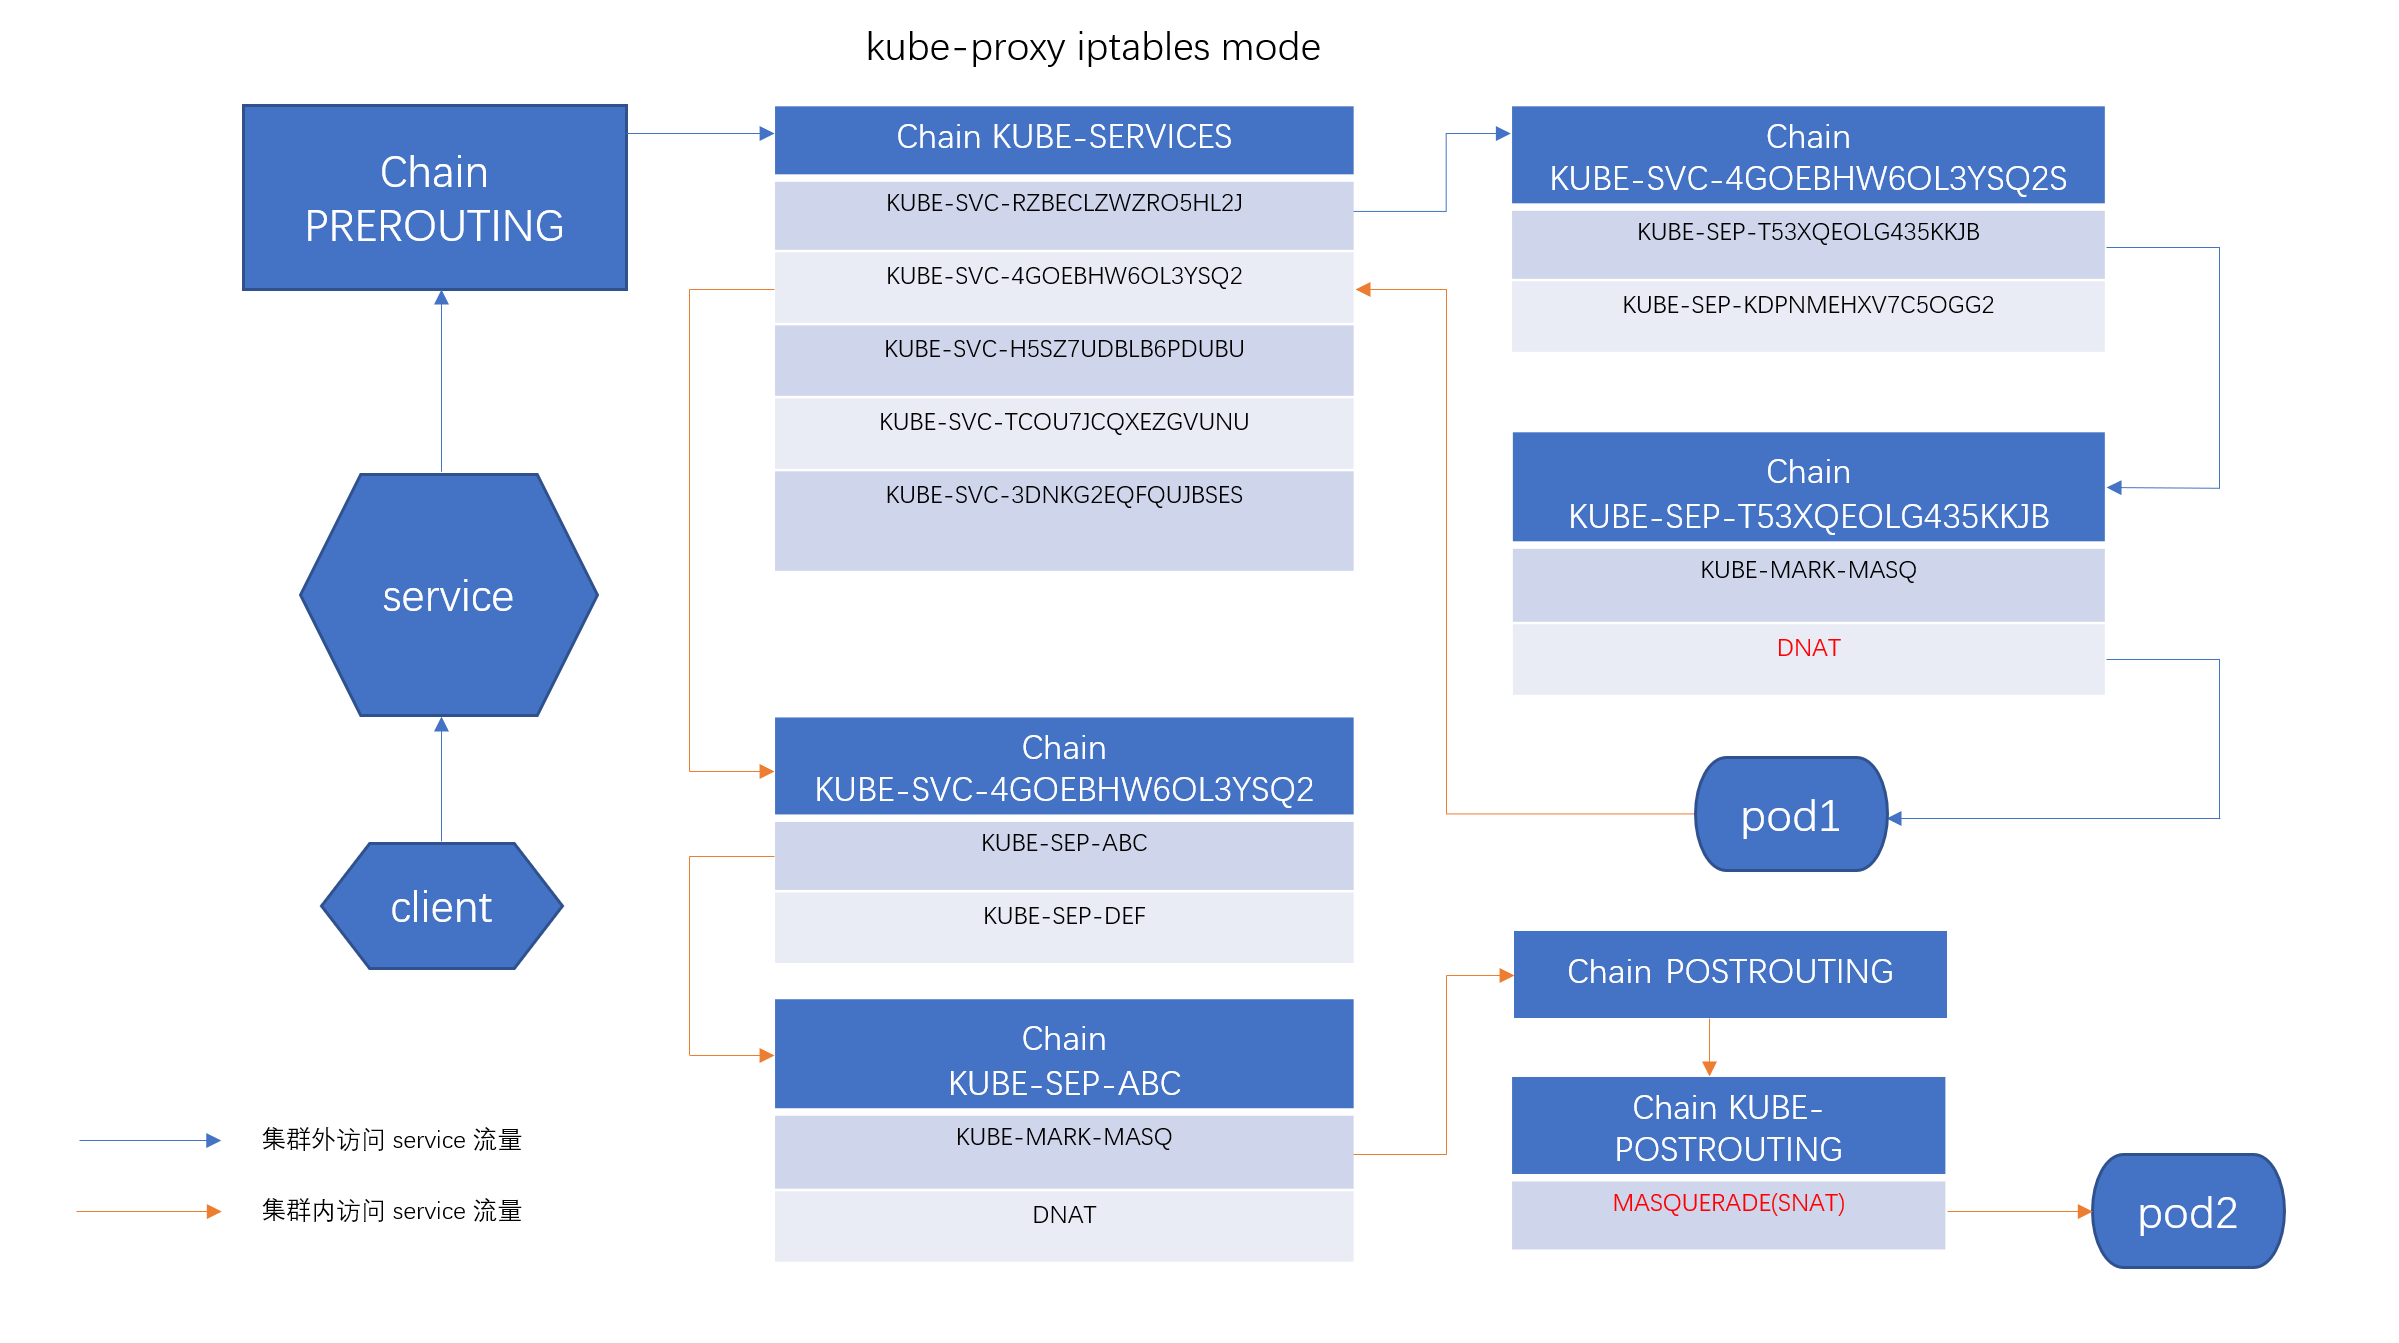 kube-proxy iptables mode
Chain
PREROUTING
service
client
Chain KUBE-SERVICES
KUBE-SVC-RZBECLZWZRO5HL2J
KUBE-SVC-4GOEBHW6OL3YSQ2
KUBE-SVC-H5SZ7UDBLB6PDUBU
KUBE-SVC-TCOU7JCQXEZGVUNU
KUBE-SVC-3DNKG2EQFQUJBSES
Chain
KUBE-SVC-4GOEBHW6OL3YSQ2S
KUBE-SEP-T53XQEOLG435KKJB
KUBE-SEP-KDPNMEHXV7C5OGG2
Chain
KUBE-SEP-T53XQEOLG435KKJB
KUBE-MARK-MASQ
DNAT
pod1
Chain
KUBE-SVC-4GOEBHW6OL3YSQ2
KUBE-SEP-ABC
KUBE-SEP-DEF
Chain
KUBE-SEP-ABC
KUBE-MARK-MASQ
DNAT
Chain POSTROUTING
Chain KUBE-
POSTROUTING
MASQUERADE(SNAT)
pod2
集群外访问 service 流量
集群内访问 service 流量